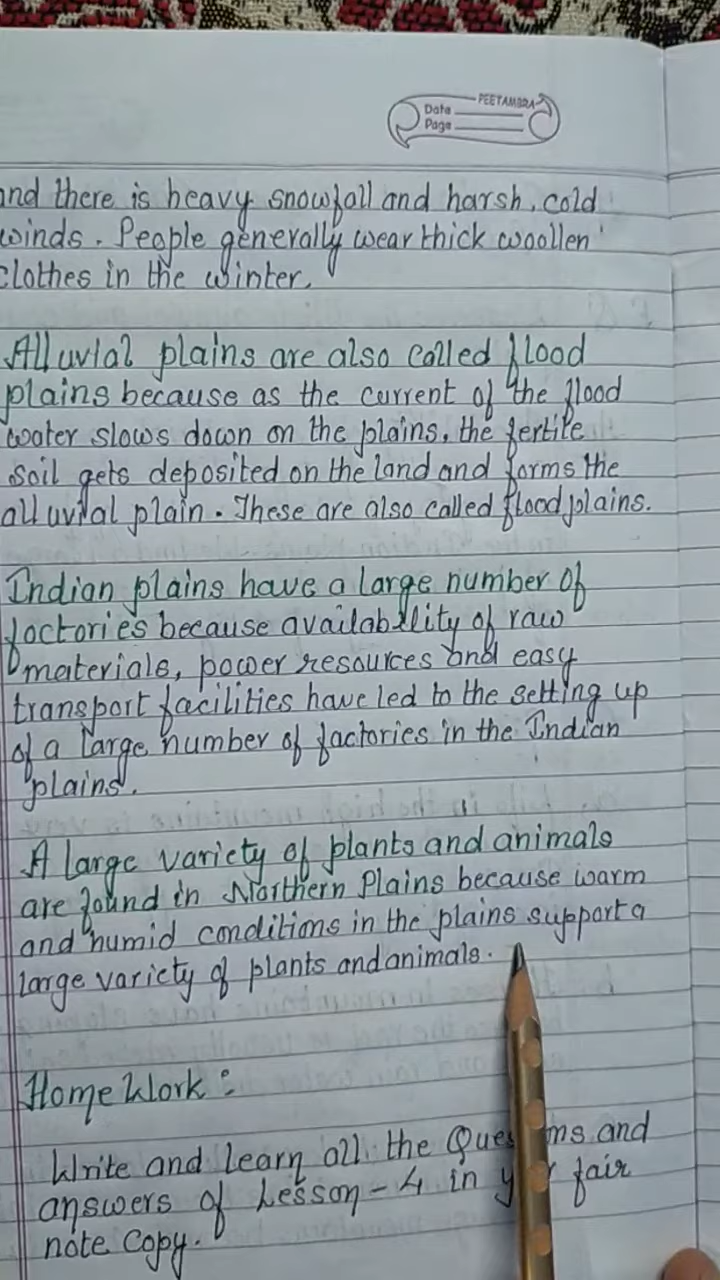 PEETAMBRA
Date
Page
and there is heavy snowfall and harsh, cold
winds. People generally wear thick woollen
clothes in the winter.
Alluvial plains are also called flood
plains because as the current of the flood
water slows down on the plains, the fertile
soil gets deposited on the land and forms the
alluvial plain. These are also called flood plains.
Indian plains have a large number of
factories because availability of raw
materials, power resources and easy
transport facilities have led to the setting up
of a large number of factories in the Indian
plains.
A large variety of plants and animals
are found in Northern Plains because warm
and humid conditions in the plains support a
large variety of plants and animals.
Home Work :
Write and learn all the Questions and
answers of Lesson - 4 in your fair
note copy.